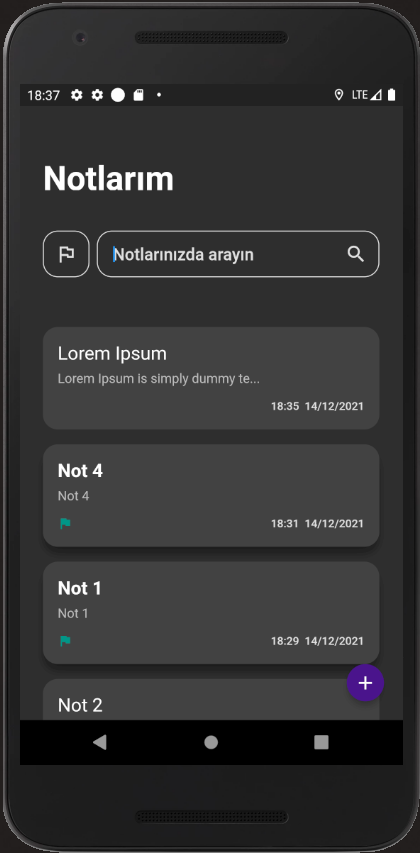 18:37 LTE
Notlarım
Notlarınızda arayın
Lorem Ipsum
Lorem Ipsum is simply dummy te...
18:35 14/12/2021
Not 4
Not 4
18:31 14/12/2021
Not 1
Not 1
18:29 14/12/2021
Not 2